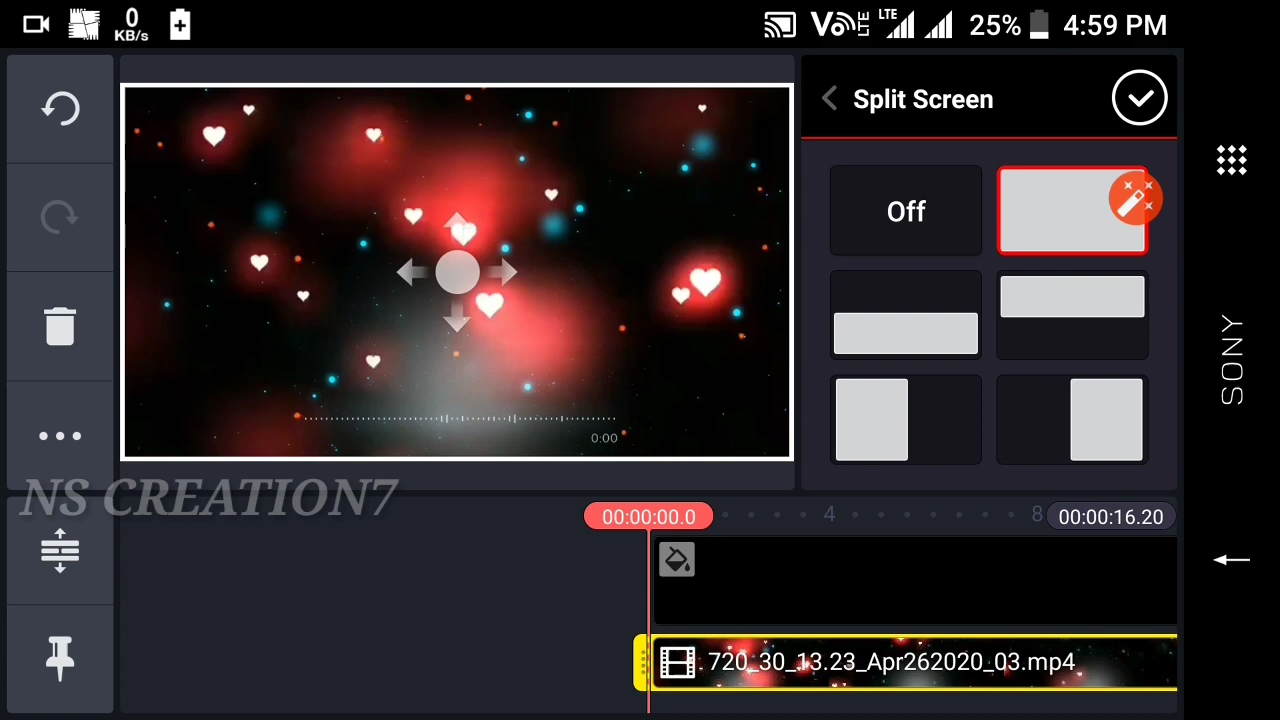 0
KB/s
VoLTE
LTE
25%
4:59 PM
Split Screen
Off
0:00
SONY
NS CREATION7
00:00:00.0
4
8
00:00:16.20
720_30_13.23_Apr262020_03.mp4